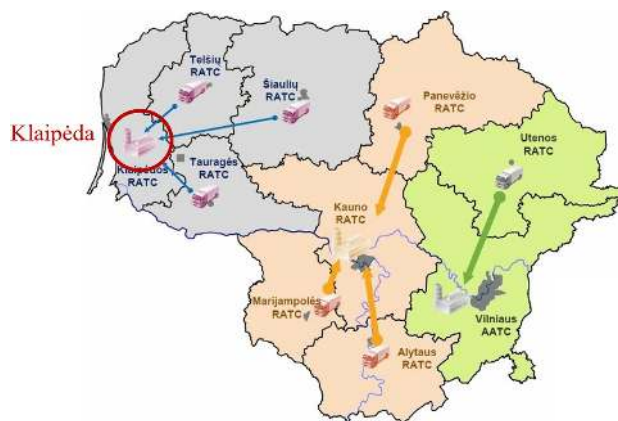 Telšių
RATC
Šiaulių
RATC
Panevėžio
RATC
Klaipėda
Utenos
RATC
Klaipėdos
RATC
Tauragės
RATC
Kauno
RATC
Marijampolės
RATC
Vilniaus
AATC
Alytaus
RATC